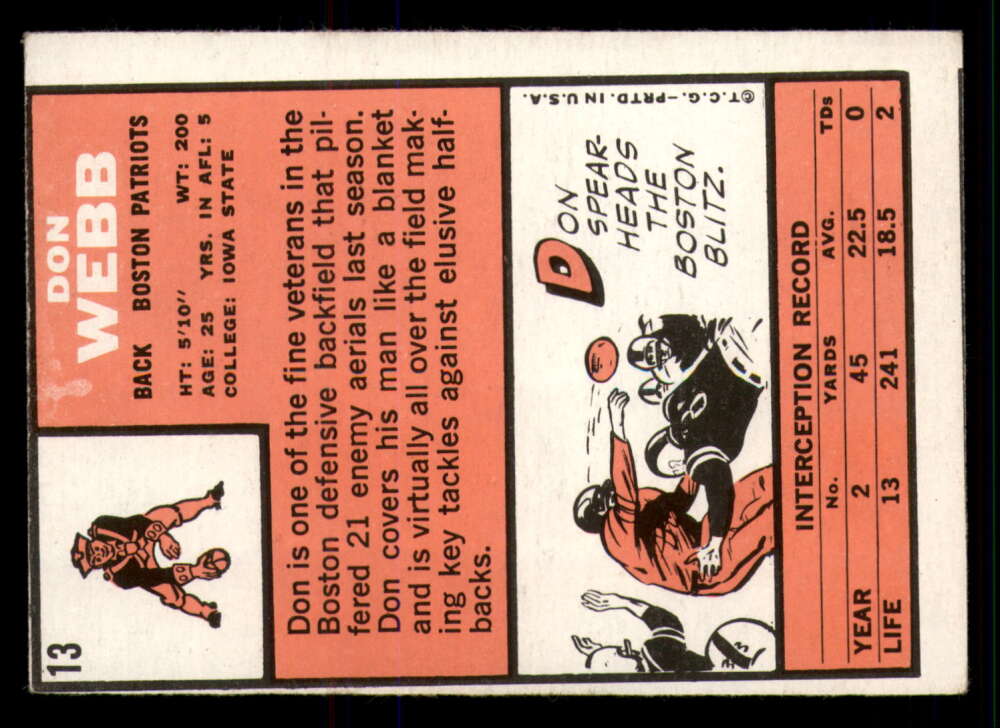 13
DON
WEBB
BACK BOSTON PATRIOTS
HT: 5'10" WT: 200
AGE: 25 YRS. IN AFL: 5
COLLEGE: IOWA STATE
Don is one of the fine veterans in the
Boston defensive backfield that pil-
fered 21 enemy aerials last season.
Don covers his man like a blanket
and is virtually all over the field mak-
ing key tackles against elusive half-
backs.
DON
SPEAR-
HEADS
THE
BOSTON
BLITZ.
© T.C.G.—PRTD. IN U.S.A.
INTERCEPTION RECORD
No. YARDS AVG. TDs
YEAR 2 45 22.5 0
LIFE 13 241 18.5 2